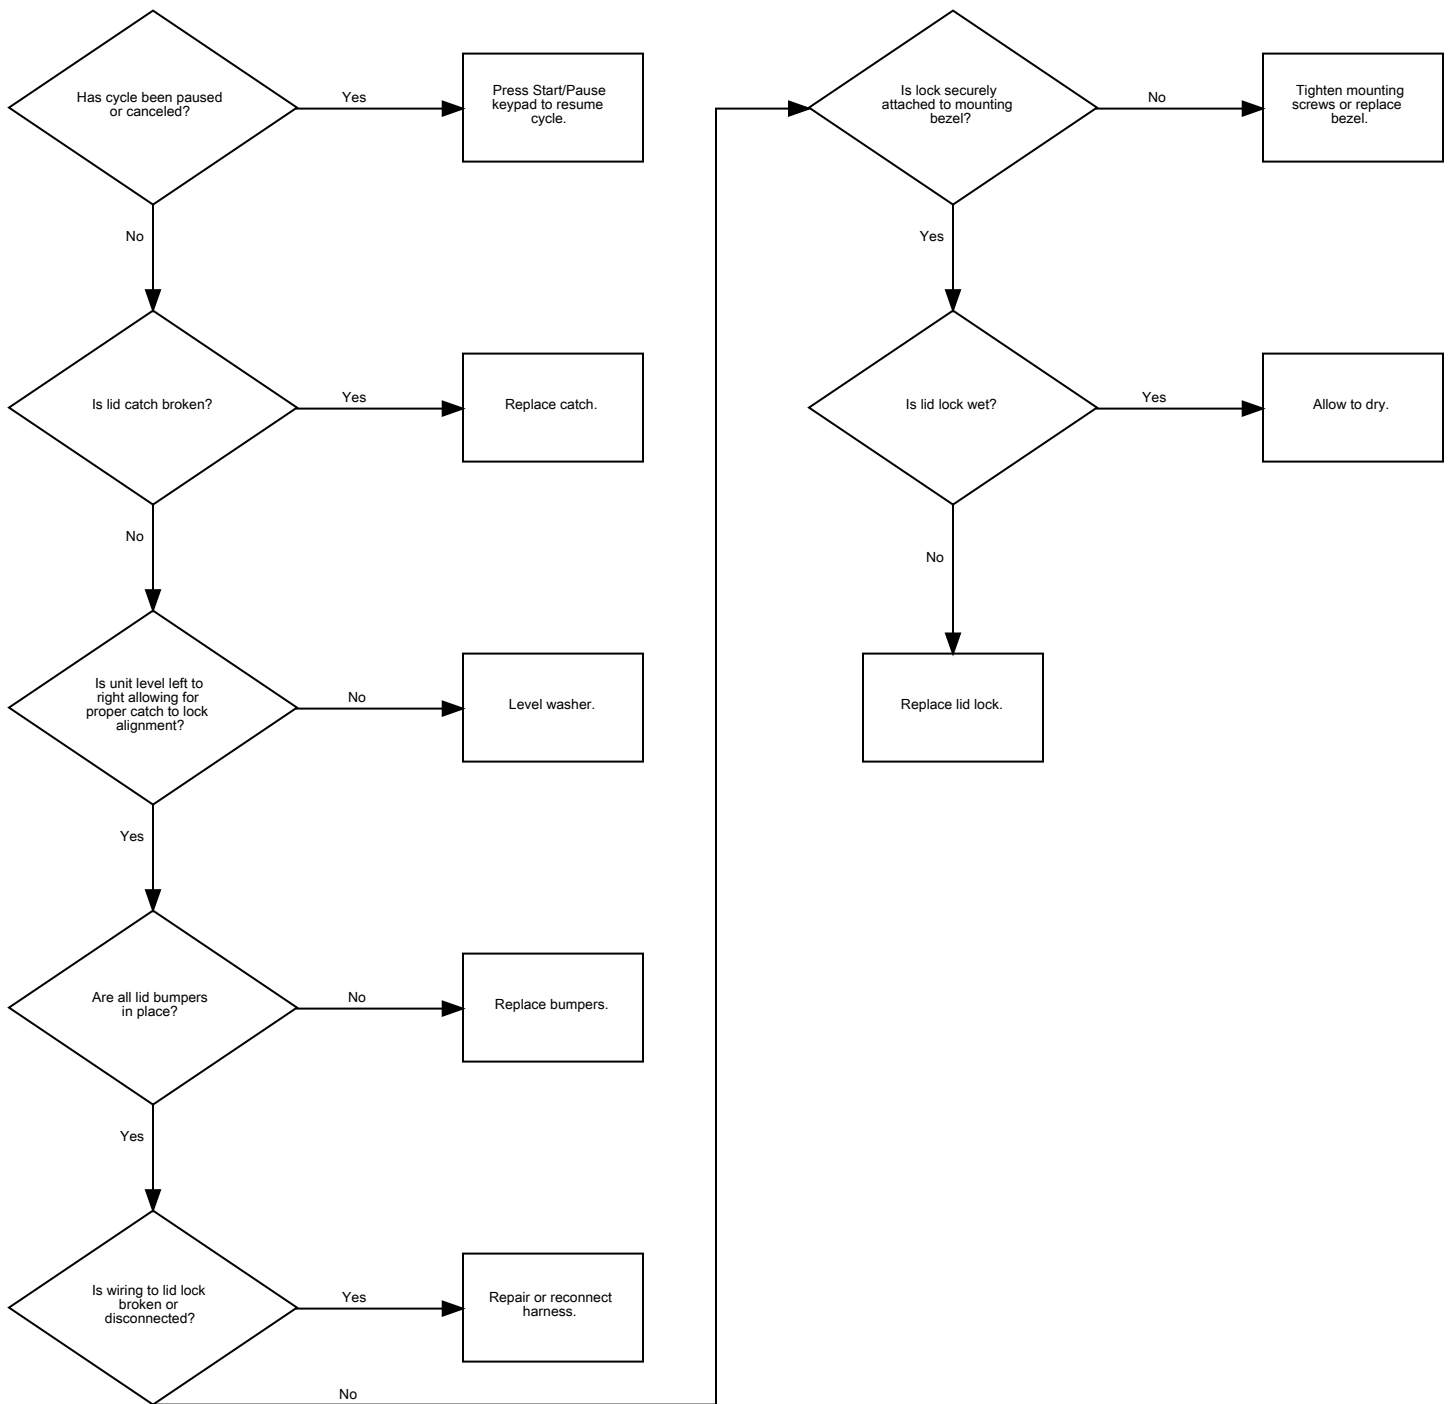 Has cycle been paused
or canceled?
Yes
Press Start/Pause
keypad to resume
cycle.
No
Is lid catch broken?
Yes
Replace catch.
No
Is unit level left to
right allowing for
proper catch to lock
alignment?
No
Level washer.
Yes
Are all lid bumpers
in place?
No
Replace bumpers.
Yes
Is wiring to lid lock
broken or
disconnected?
Yes
Repair or reconnect
harness.
No
Is lock securely
attached to mounting
bezel?
No
Tighten mounting
screws or replace
bezel.
Yes
Is lid lock wet?
Yes
Allow to dry.
No
Replace lid lock.